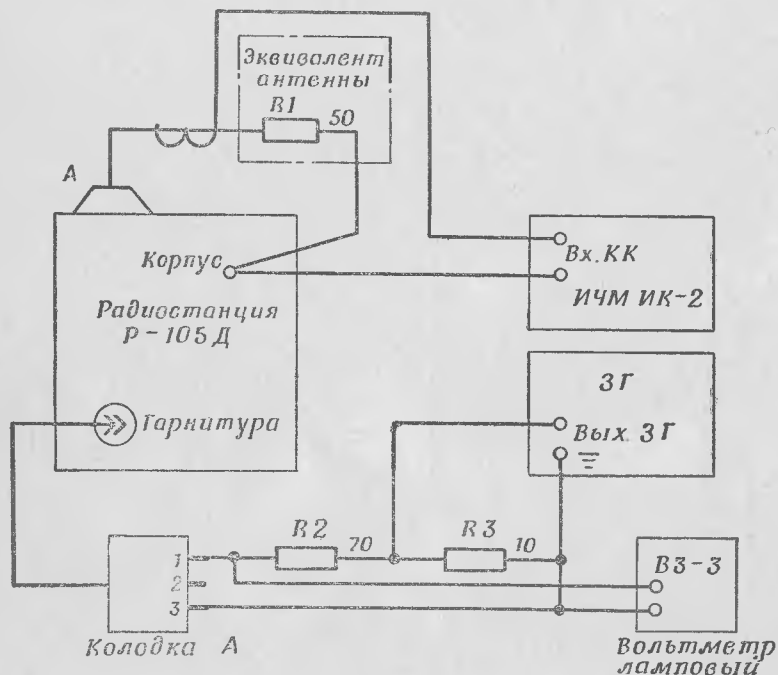 Эквивалент
антенны
R1
50
А
Корпус
Вх. КК
ИЧМ ИК-2
Радиостанция
Р-105Д
ЗГ
Гарнитура
Вых. ЗГ
R2
70
R3
10
1
2
3
В3-3
Колодка А
Вольтметр
ламповый